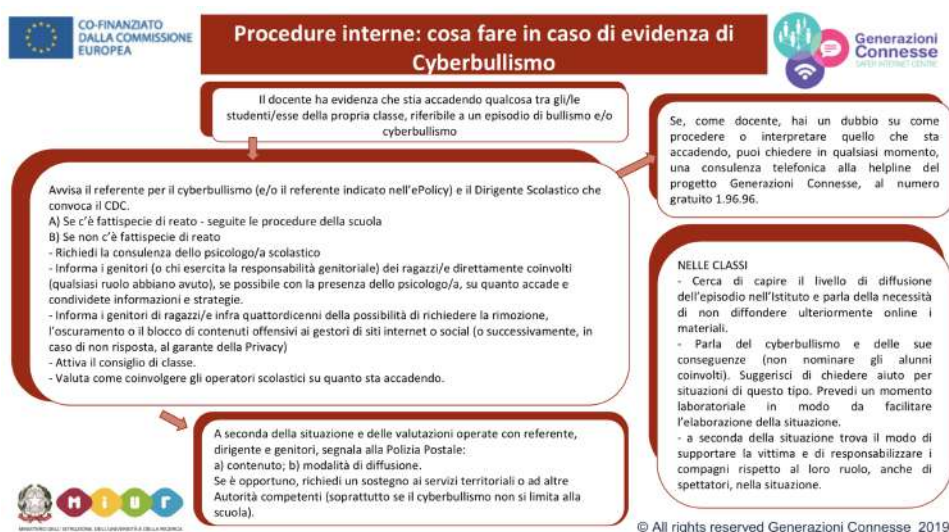 CO-FINANZIATO
DALLA COMMISSIONE
EUROPEA
Procedure interne: cosa fare in caso di evidenza di
Cyberbullismo
Generazioni
Connesse
SAFER INTERNET CENTRE
Il docente ha evidenza che stia accadendo qualcosa tra gli/le
studenti/esse della propria classe, riferibile a un episodio di bullismo e/o
cyberbullismo
Se, come docente, hai un dubbio su come
procedere o interpretare quello che sta
accadendo, puoi chiedere in qualsiasi momento,
una consulenza telefonica alla helpline del
progetto Generazioni Connesse, al numero
gratuito 1.96.96.
Avvisa il referente per il cyberbullismo (e/o il referente indicato nell'ePolicy) e il Dirigente Scolastico che
convoca il CDC.
A) Se c'è fattispecie di reato - seguite le procedure della scuola
B) Se non c'è fattispecie di reato
- Richiedi la consulenza dello psicologo/a scolastico
- Informa i genitori (o chi esercita la responsabilità genitoriale) dei ragazzi/e direttamente coinvolti
(qualsiasi ruolo abbiano avuto), se possibile con la presenza dello psicologo/a, su quanto accade e
condividete informazioni e strategie.
- Informa i genitori di ragazzi/e infra quattordicenni della possibilità di richiedere la rimozione,
l'oscuramento o il blocco di contenuti offensivi ai gestori di siti internet o social (o successivamente, in
caso di non risposta, al garante della Privacy)
- Attiva il consiglio di classe.
- Valuta come coinvolgere gli operatori scolastici su quanto sta accadendo.
NELLE CLASSI
- Cerca di capire il livello di diffusione
dell'episodio nell'Istituto e parla della necessità
di non diffondere ulteriormente online i
materiali.
- Parla del cyberbullismo e delle sue
conseguenze (non nominare gli alunni
coinvolti). Suggerisci di chiedere aiuto per
situazioni di questo tipo. Prevedi un momento
laboratoriale in modo da facilitare
l'elaborazione della situazione.
- a seconda della situazione trova il modo di
supportare la vittima e di responsabilizzare i
compagni rispetto al loro ruolo, anche di
spettatori, nella situazione.
A seconda della situazione e delle valutazioni operate con referente,
dirigente e genitori, segnala alla Polizia Postale:
a) contenuto; b) modalità di diffusione.
Se è opportuno, richiedi un sostegno ai servizi territoriali o ad altre
Autorità competenti (soprattutto se il cyberbullismo non si limita alla
scuola).
miur
MINISTERO DELL'ISTRUZIONE, DELL'UNIVERSITÀ E DELLA RICERCA
© All rights reserved Generazioni Connesse 2019